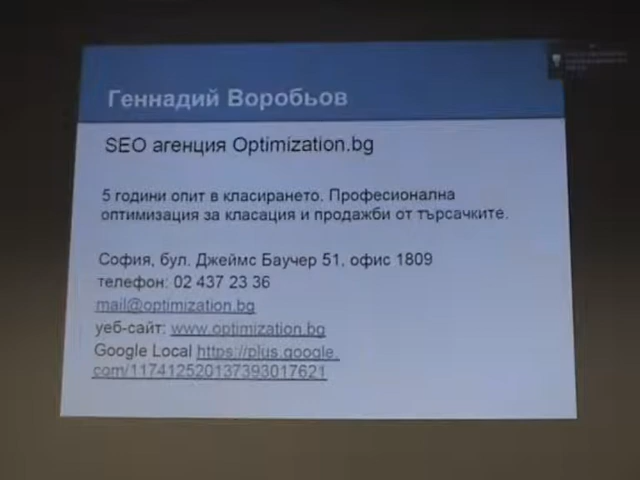 Геннадий Воробьов
SEO агенция Optimization.bg
5 години опит в класирането. Професионална
оптимизация за класация и продажби от търсачките.
София, бул. Джеймс Баучер 51, офис 1809
телефон: 02 437 23 36
mail@optimization.bg
уеб-сайт: www.optimization.bg
Google Local https://plus.google.
com/117412520137393017621